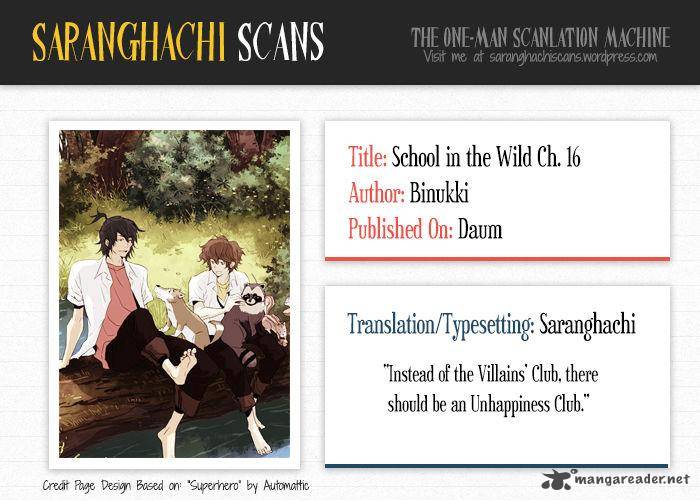 SARANGHACHI SCANS
THE ONE-MAN SCANLATION MACHINE
Visit me at saranghachiscans.wordpress.com
Title: School in the Wild Ch. 16
Author: Binukki
Published On: Daum
Translation/Typesetting: Saranghachi
"Instead of the Villains' Club, there
should be an Unhappiness Club."
Credit Page Design Based on: "Superhero" by Automattic
mangareader.net